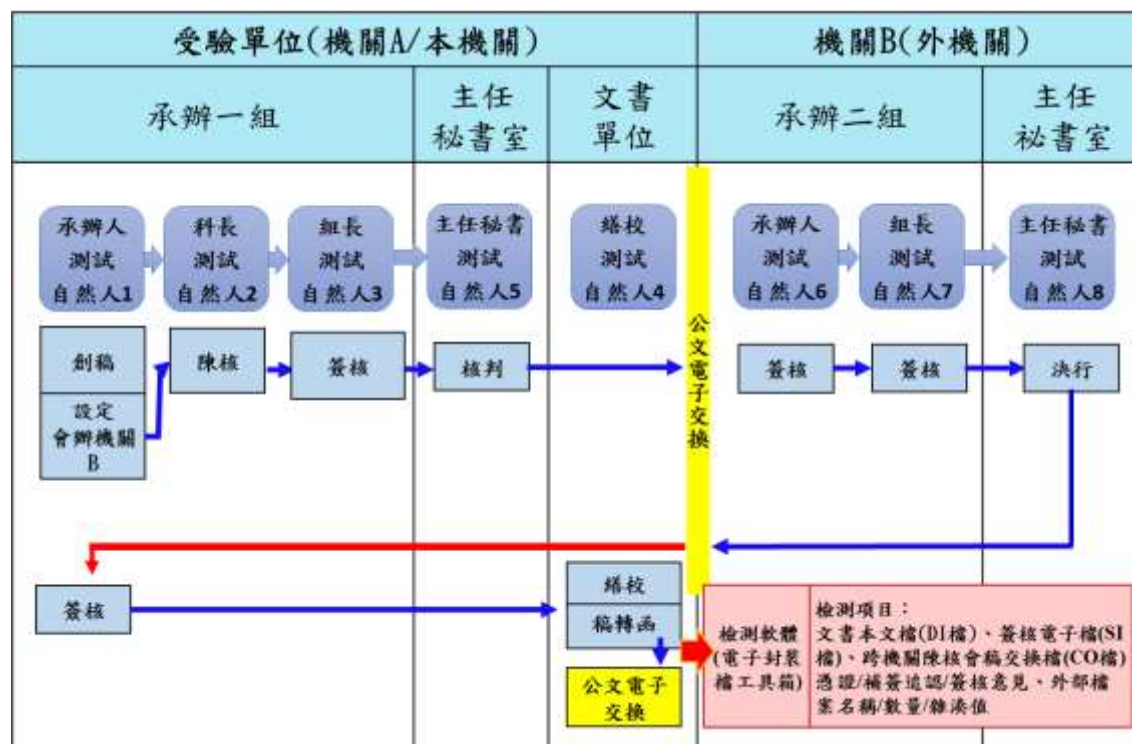 受驗單位(機關A/本機關)
機關B(外機關)
承辦一組
主任
秘書室
文書
單位
承辦二組
主任
祕書室
承辦人
測試
自然人1
科長
測試
自然人2
組長
測試
自然人3
主任秘書
測試
自然人5
繕校
測試
自然人4
承辦人
測試
自然人6
組長
測試
自然人7
主任秘書
測試
自然人8
公文電子交換
創稿
設定
會辦機關
B
陳核
簽核
核判
簽核
簽核
決行
簽核
繕校
稿轉函
公文電子
交換
檢測軟體
(電子封裝
檔工具箱)
檢測項目：
文書本文檔(DI檔)、簽核電子檔(SI
檔)、跨機關陳核會稿交換檔(CO檔)
憑證/補簽追認/簽核意見、外部檔
案名稱/數量/雜湊值